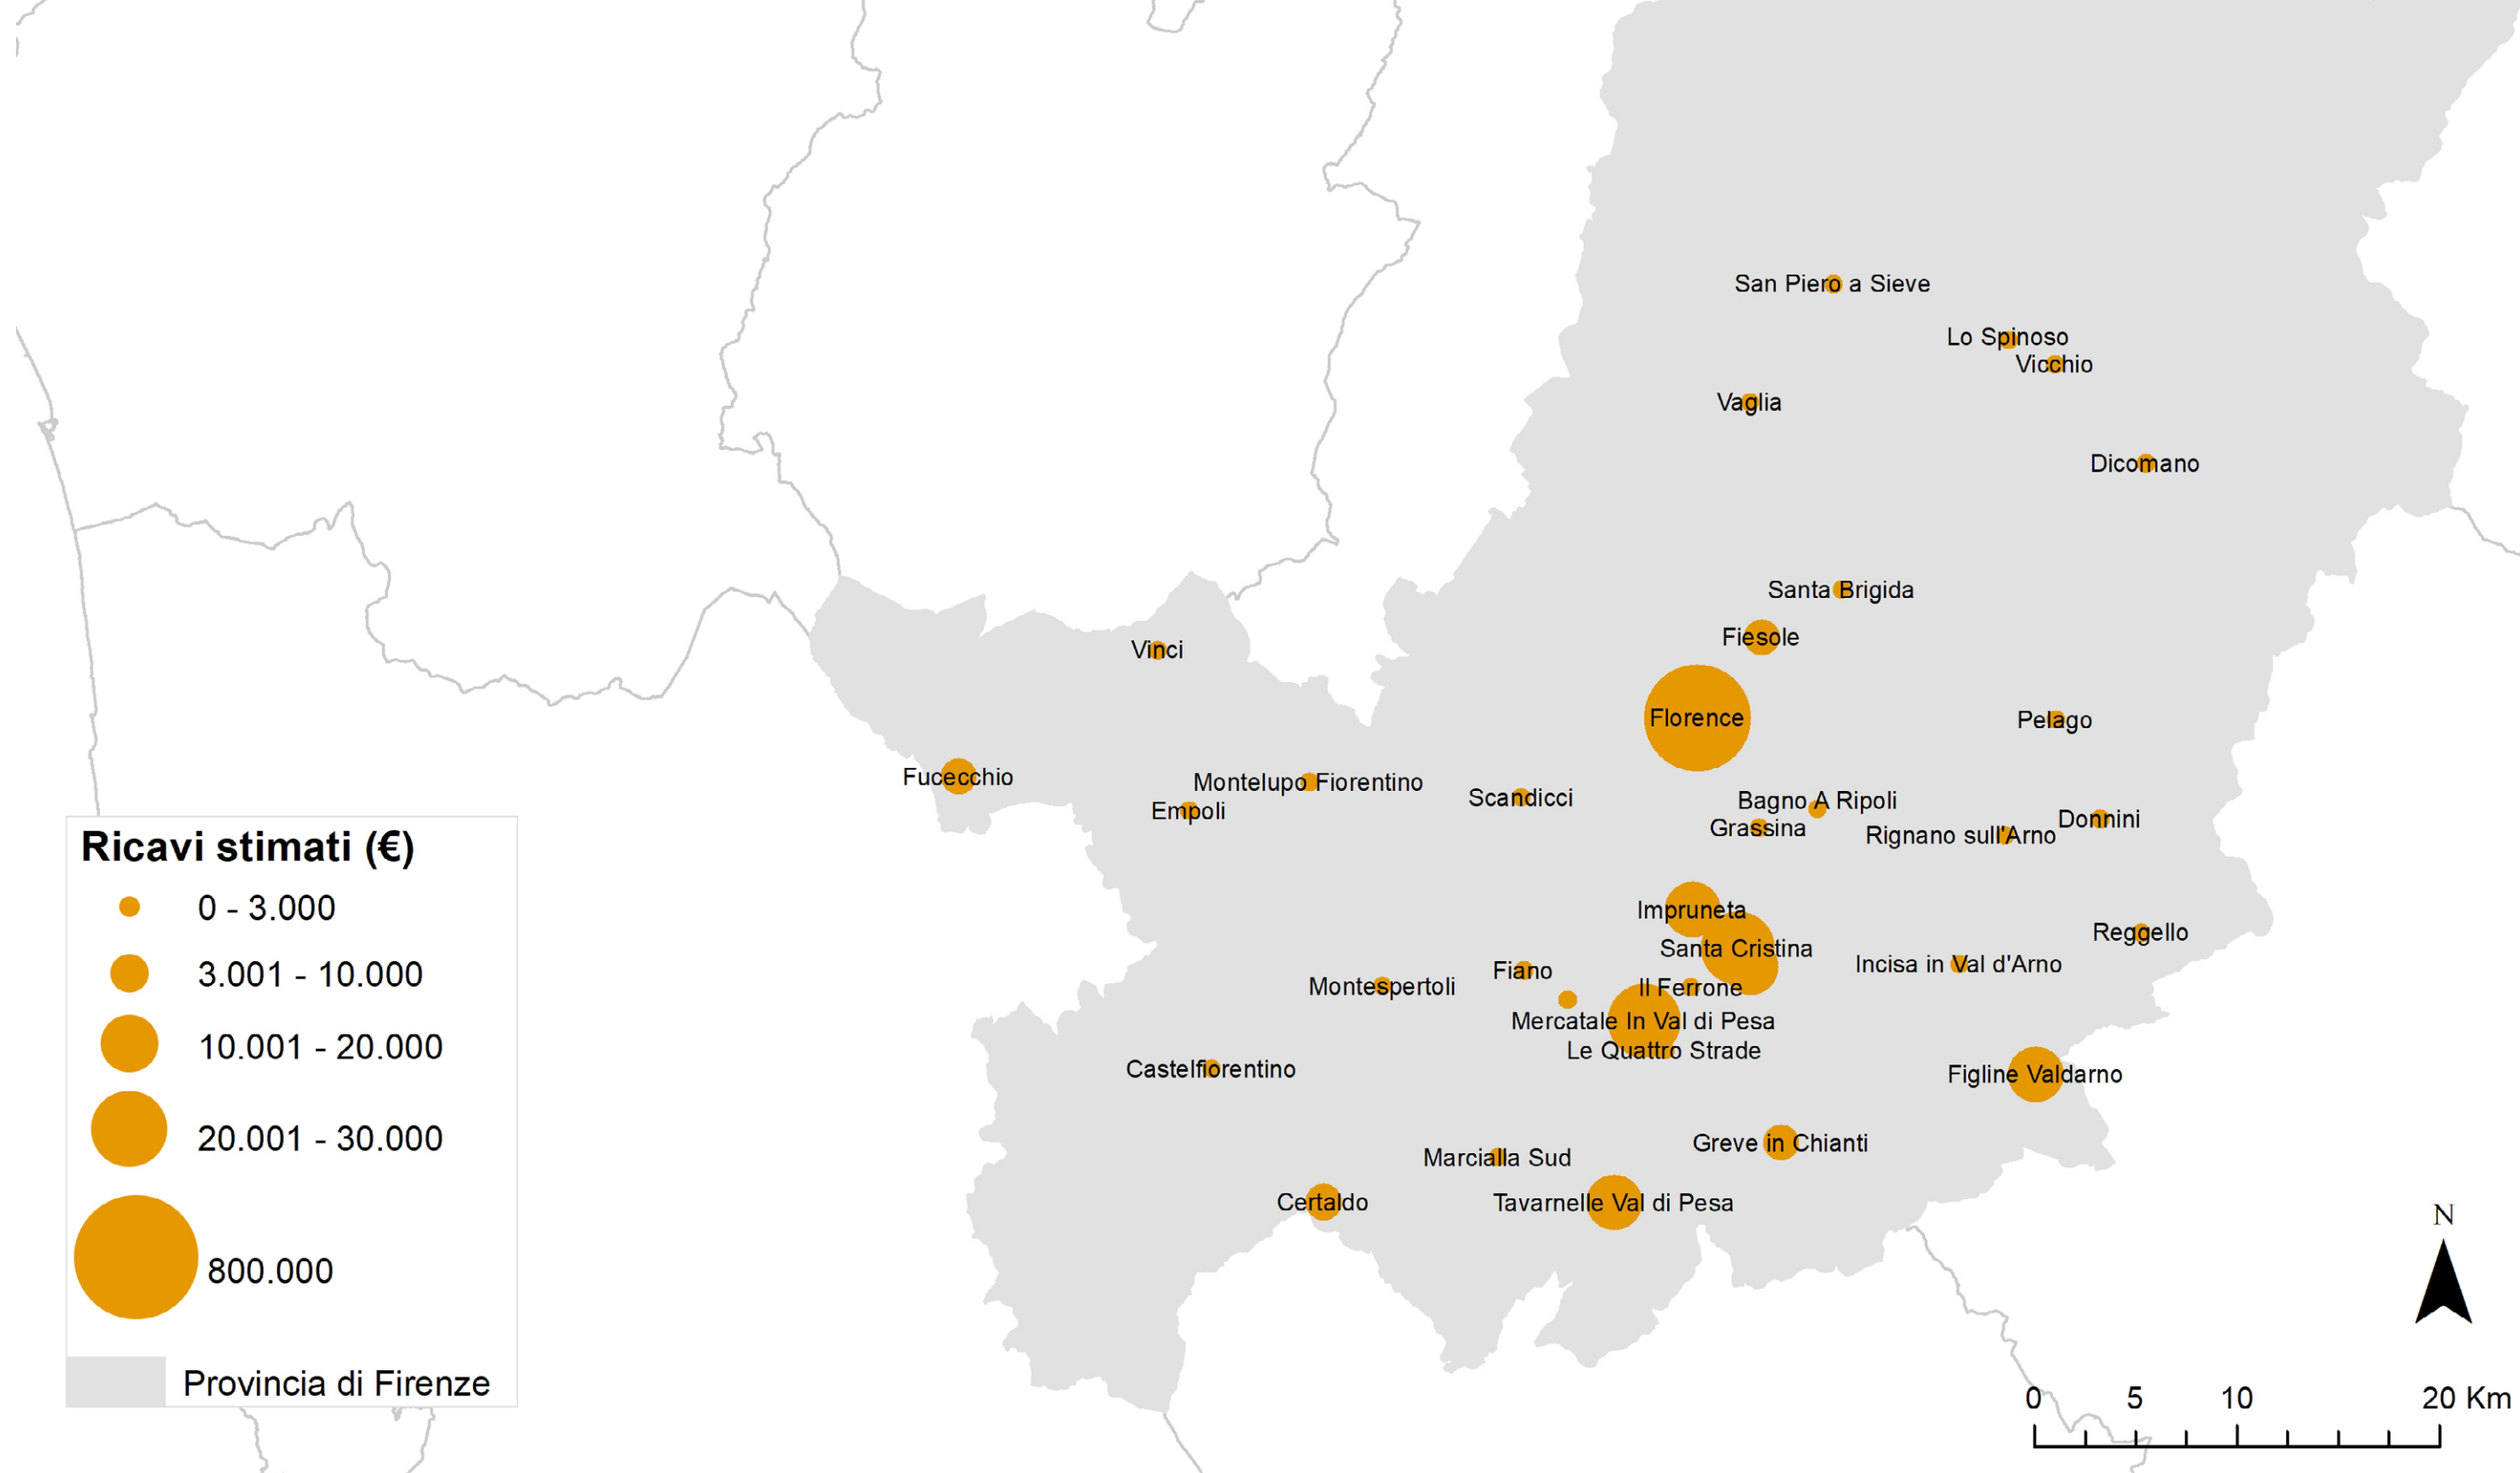 San Piero a Sieve
Lo Spinoso
Vicchio
Vaglia
Dicomano
Santa Brigida
Fiesole
Vinci
Florence
Pelago
Fucecchio
Montelupo Fiorentino
Empoli
Scandicci
Bagno A Ripoli
Grassina
Donnini
Rignano sull'Arno
Impruneta
Santa Cristina
Reggello
Incisa in Val d'Arno
Fiano
Montespertoli
Il Ferrone
Mercatale In Val di Pesa
Le Quattro Strade
Castelfiorentino
Figline Valdarno
Greve in Chianti
Marcialla Sud
Certaldo
Tavarnelle Val di Pesa
Ricavi stimati (€)
0 - 3.000
3.001 - 10.000
10.001 - 20.000
20.001 - 30.000
800.000
Provincia di Firenze
N
0 5 10 20 Km